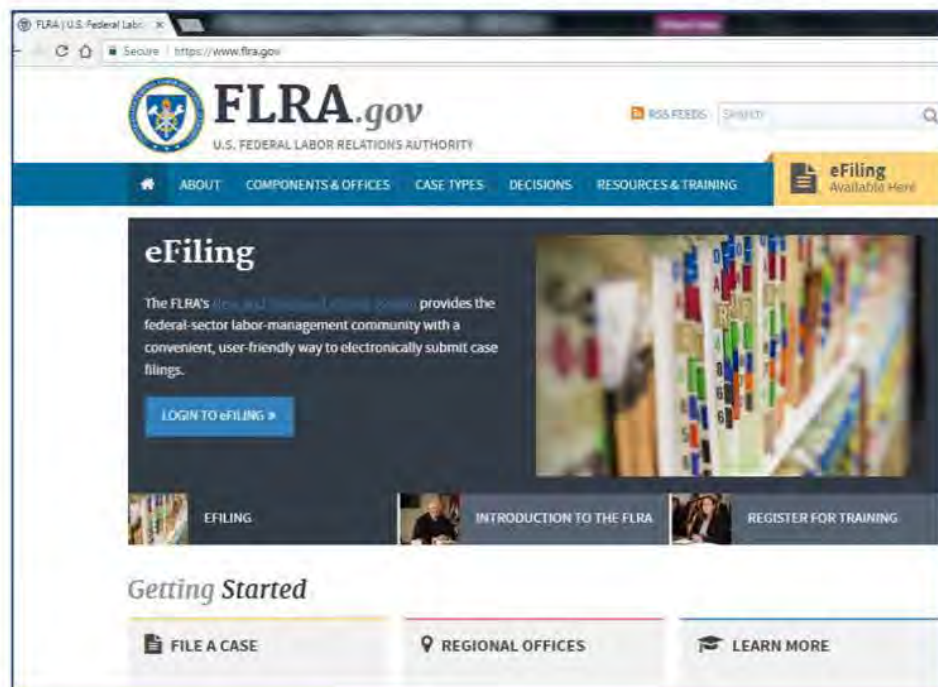 FLRA | U.S. Federal Labo
Secure https://www.flra.gov
FLRA.gov
U.S. FEDERAL LABOR RELATIONS AUTHORITY
RSS FEEDS Search
ABOUT COMPONENTS & OFFICES CASE TYPES DECISIONS RESOURCES & TRAINING
eFiling
Available Here
eFiling
The FLRA's provides the
federal-sector labor-management community with a
convenient, user-friendly way to electronically submit case
filings.
LOGIN TO eFILING »
EFILING INTRODUCTION TO THE FLRA REGISTER FOR TRAINING
Getting Started
FILE A CASE REGIONAL OFFICES LEARN MORE